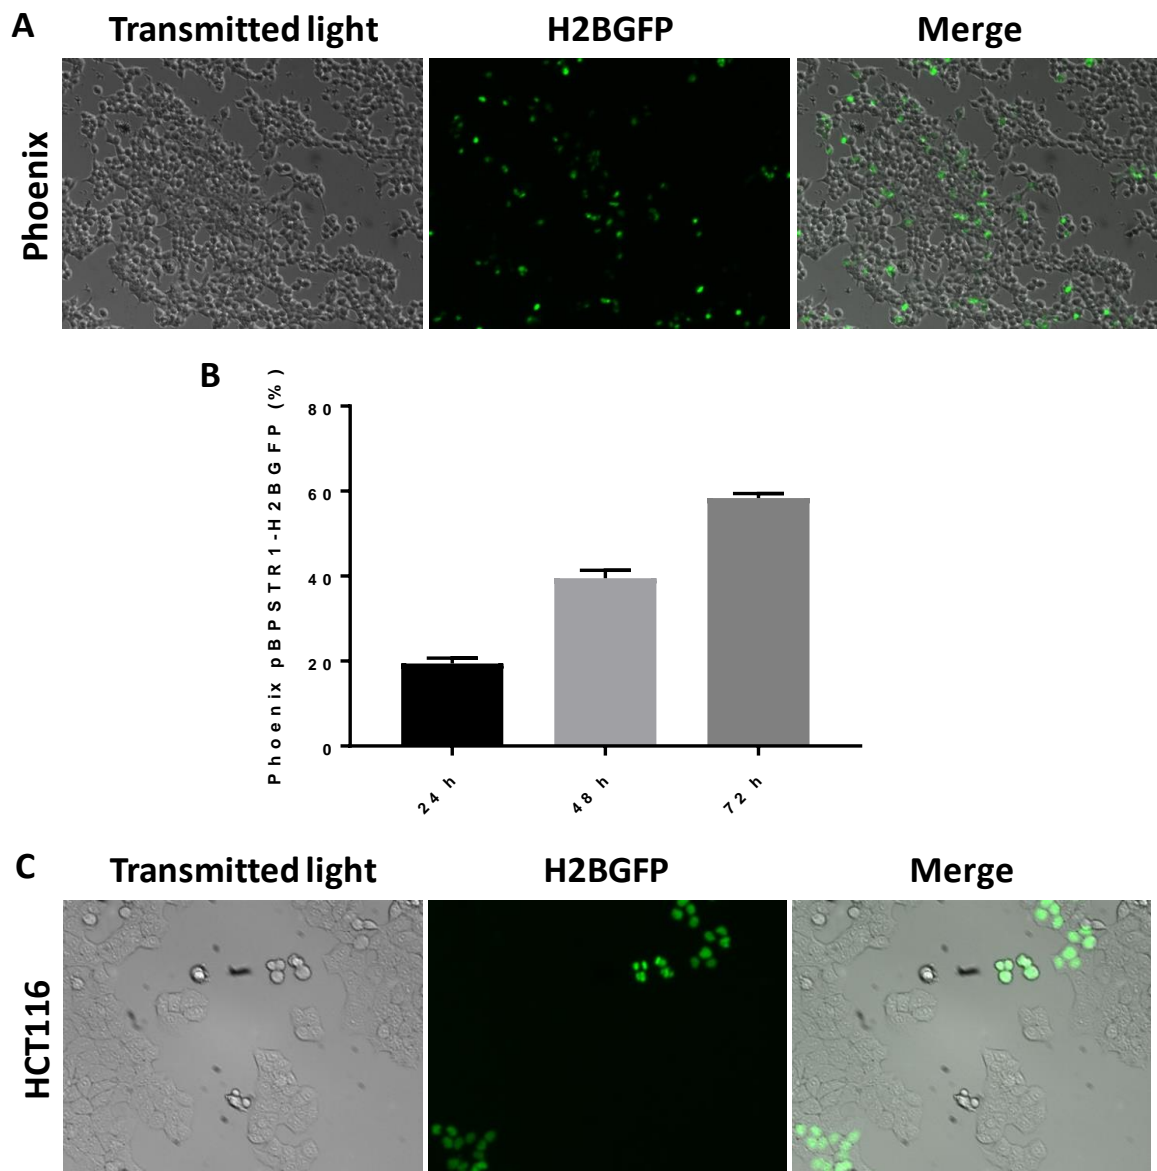 A
Transmitted light
H2BGFP
Merge
Phoenix
B
Phoenix pBPSTR1-H2BGFP (%)
80
60
40
20
0
24 h
48 h
72 h
C
Transmitted light
H2BGFP
Merge
HCT116